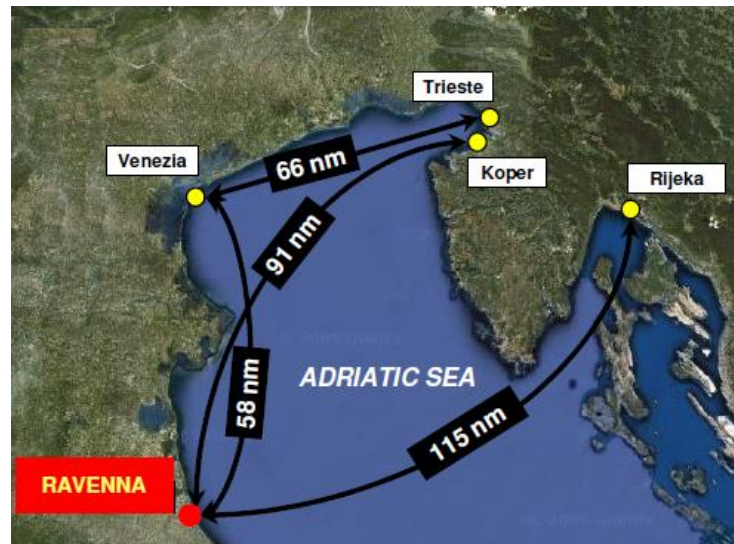 Trieste
Venezia
66 nm
Koper
Rijeka
91 nm
ADRIATIC SEA
58 nm
115 nm
RAVENNA